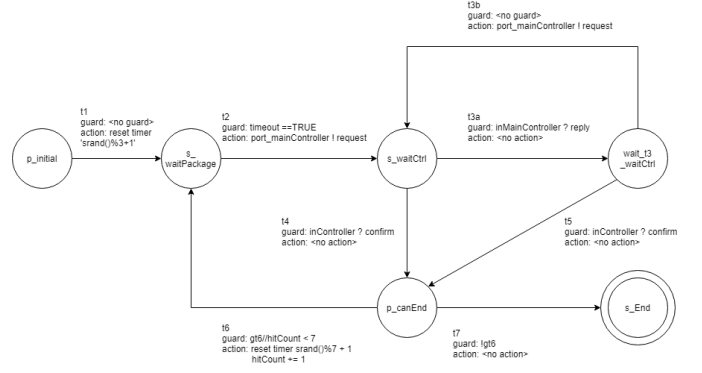 t3b
guard: <no guard>
action: port_mainController ! request
t1
guard: <no guard>
action: reset timer
'srand()%3+1'
t2
guard: timeout ==TRUE
action: port_mainController ! request
t3a
guard: inMainController ? reply
action: <no action>
p_initial
s_
waitPackage
s_waitCtrl
wait_t3
_waitCtrl
t4
guard: inController ? confirm
action: <no action>
t5
guard: inController ? confirm
action: <no action>
p_canEnd
s_End
t6
guard: gt6//hitCount < 7
action: reset timer srand()%7 + 1
hitCount += 1
t7
guard: !gt6
action: <no action>